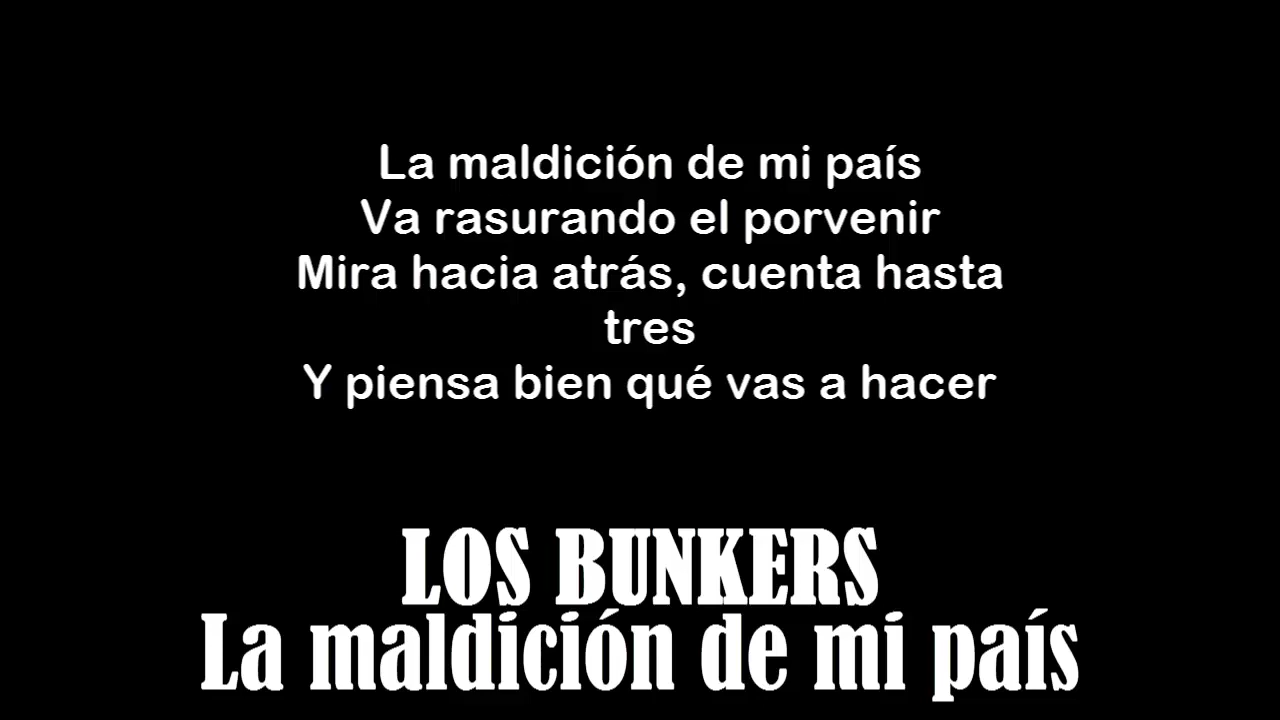 La maldición de mi país
Va rasurando el porvenir
Mira hacia atrás, cuenta hasta
tres
Y piensa bien qué vas a hacer
LOS BUNKERS
La maldición de mi país